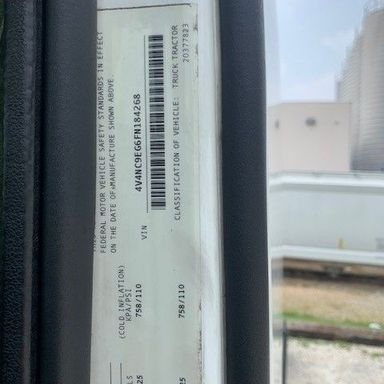 FEDERAL MOTOR VEHICLE SAFETY STANDARDS IN EFFECT
ON THE DATE OF MANUFACTURE SHOWN ABOVE.
VIN 4V4NC9EG6FN184268
CLASSIFICATION OF VEHICLE: TRUCK TRACTOR
20377823
(COLD INFLATION)
KPA/PSI
758/110
758/110